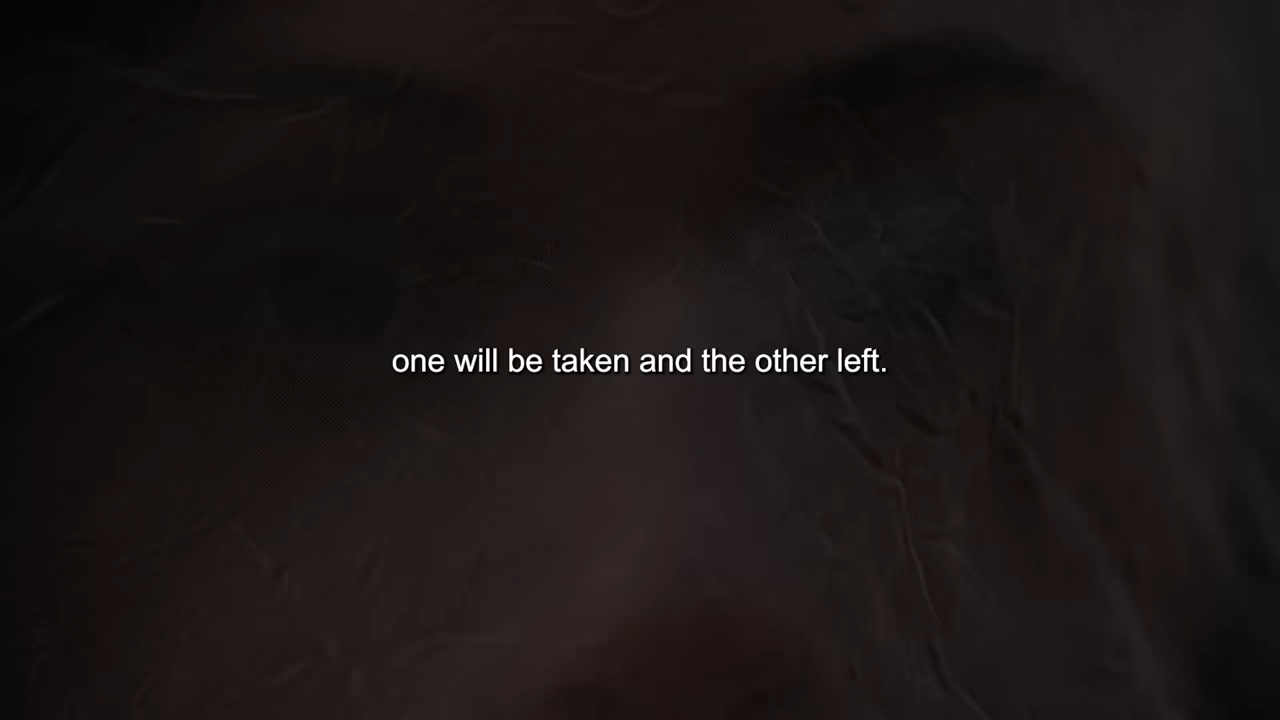 one will be taken and the other left.